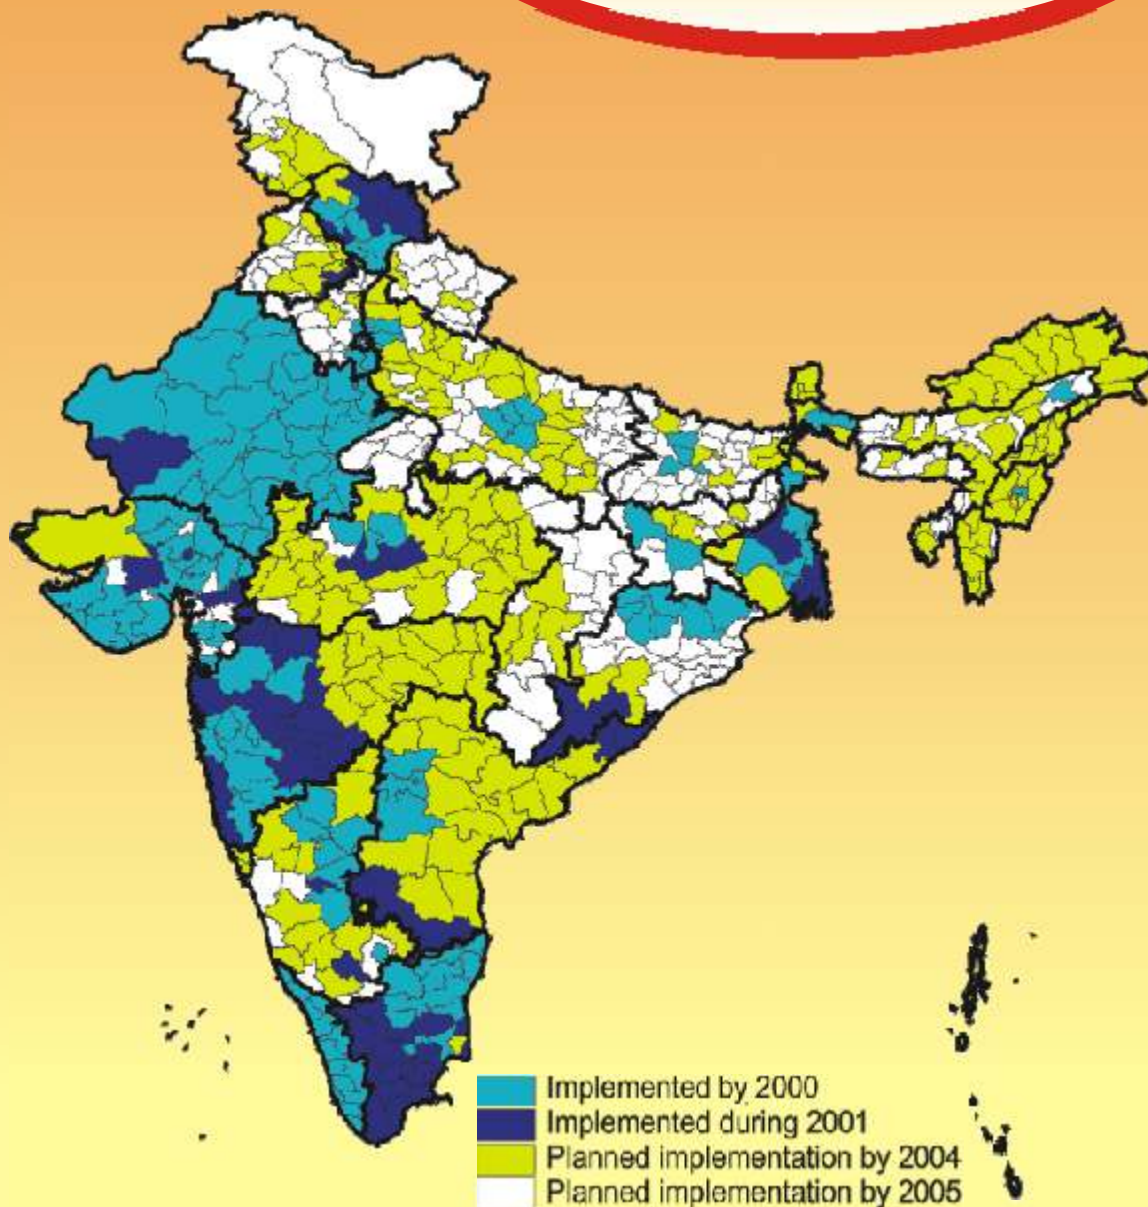 Implemented by 2000
Implemented during 2001
Planned implementation by 2004
Planned implementation by 2005